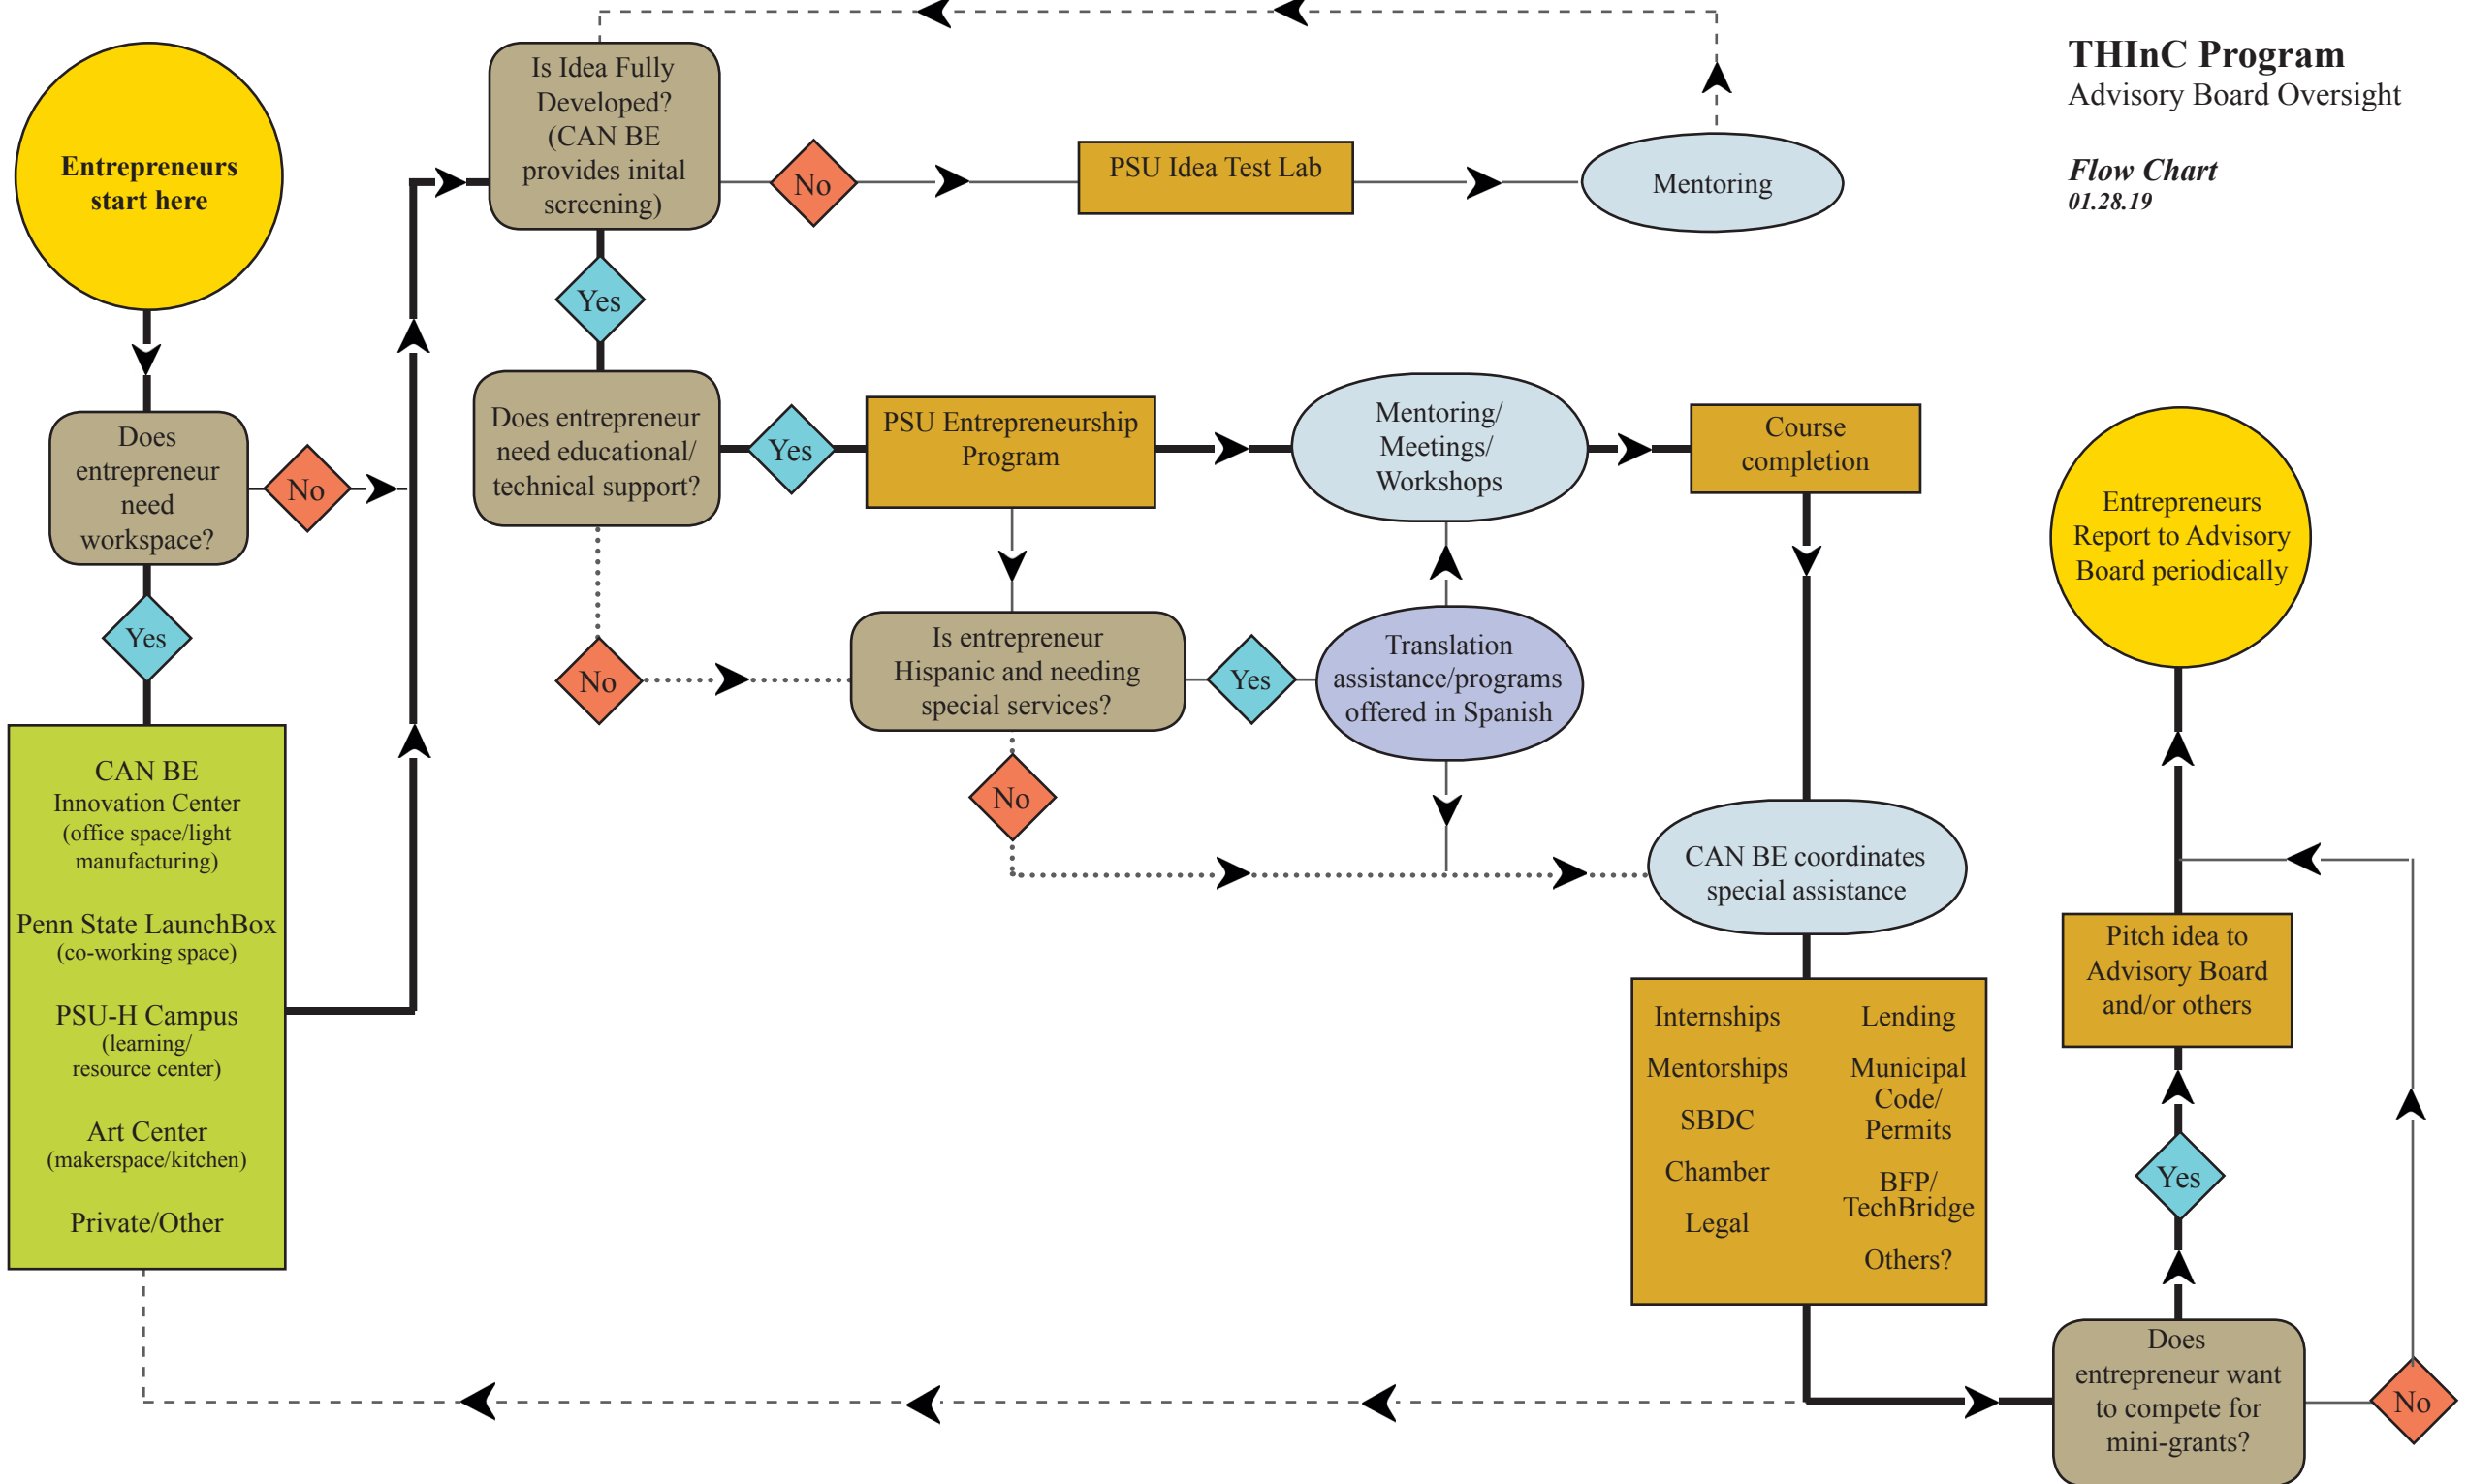 THInC Program
Advisory Board Oversight
Flow Chart
01.28.19
Entrepreneurs
start here
Does
entrepreneur
need
workspace?
No
Yes
CAN BE
Innovation Center
(office space/light
manufacturing)
Penn State LaunchBox
(co-working space)
PSU-H Campus
(learning/
resource center)
Art Center
(makerspace/kitchen)
Private/Other
Is Idea Fully
Developed?
(CAN BE
provides inital
screening)
No
PSU Idea Test Lab
Mentoring
Yes
Does entrepreneur
need educational/
technical support?
Yes
PSU Entrepreneurship
Program
Mentoring/
Meetings/
Workshops
Course
completion
No
Is entrepreneur
Hispanic and needing
special services?
Yes
Translation
assistance/programs
offered in Spanish
No
CAN BE coordinates
special assistance
Internships
Mentorships
SBDC
Chamber
Legal
Lending
Municipal
Code/
Permits
BFP/
TechBridge
Others?
Does
entrepreneur want
to compete for
mini-grants?
No
Yes
Pitch idea to
Advisory Board
and/or others
Entrepreneurs
Report to Advisory
Board periodically